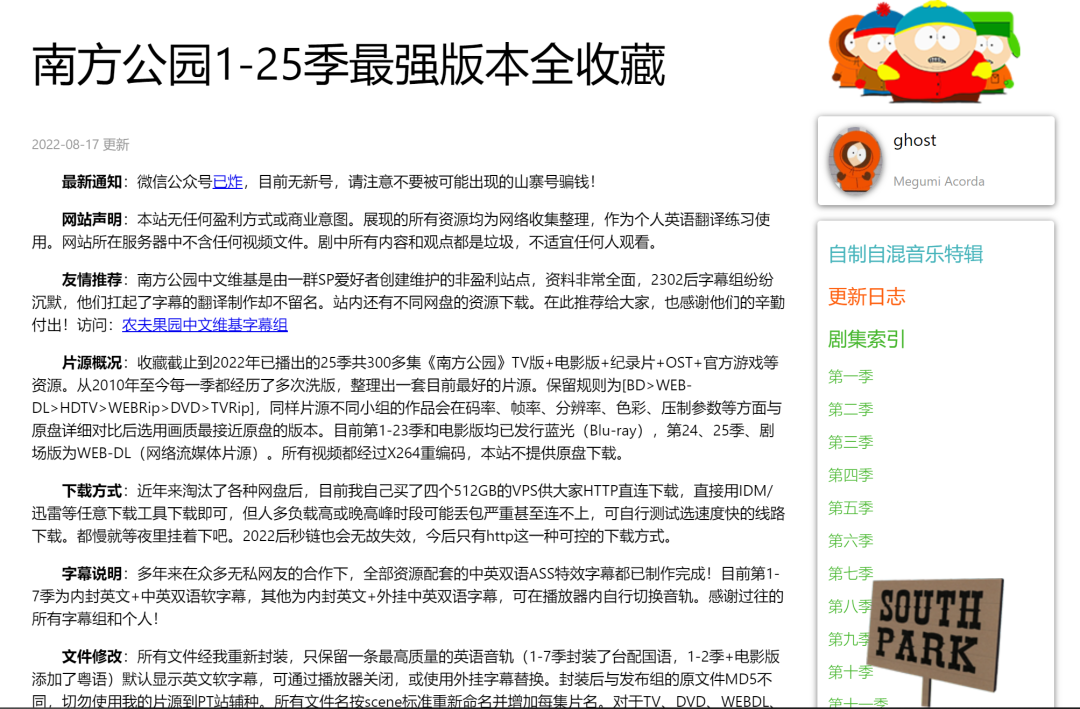 南方公园1-25季最强版本全收藏
2022-08-17 更新
最新通知：微信公众号已炸，目前无新号，请注意不要被可能出现的山寨号骗钱！
网站声明：本站无任何盈利方式或商业意图。展现的所有资源均为网络收集整理，作为个人英语翻译练习使
用。网站所在服务器中不含任何视频文件。剧中所有内容和观点都是垃圾，不适宜任何人观看。
友情推荐：南方公园中文维基是由一群SP爱好者创建维护的非盈利站点，资料非常全面，2302后字幕组纷纷
沉默，他们扛起了字幕的翻译制作却不留名。站内还有不同网盘的资源下载。在此推荐给大家，也感谢他们的辛勤
付出！访问：农夫果园中文维基字幕组
片源概况：收藏截止到2022年已播出的25季共300多集《南方公园》TV版+电影版+纪录片+OST+官方游戏等
资源。从2010年至今每一季都经历了多次洗版，整理出一套目前最好的片源。保留规则为[BD>WEB-
DL>HDTV>WEBRip>DVD>TVRip]，同样片源不同小组的作品会在码率、帧率、分辨率、色彩、压制参数等方面与
原盘详细对比后选用画质最接近原盘的版本。目前第1-23季和电影版均已发行蓝光（Blu-ray），第24、25季、剧
场版为WEB-DL（网络流媒体片源）。所有视频都经过X264重编码，本站不提供原盘下载。
下载方式：近年来淘汰了各种网盘后，目前我自己买了四个512GB的VPS供大家HTTP直连下载，直接用IDM/
迅雷等任意下载工具下载即可，但人多负载高或晚高峰时段可能丢包严重甚至连不上，可自行测试选速度快的线路
下载。都慢就等夜里挂着下吧。2022后秒链也会无故失效，今后只有http这一种可控的下载方式。
字幕说明：多年来在众多无私网友的合作下，全部资源配套的中英双语ASS特效字幕都已制作完成！目前第1-
7季为内封英文+中英双语软字幕，其他为内封英文+外挂中英双语字幕，可在播放器内自行切换音轨。感谢过往的
所有字幕组和个人！
文件修改：所有文件经我重新封装，只保留一条最高质量的英语音轨（1-7季封装了台配国语，1-2季+电影版
添加了粤语）默认显示英文软字幕，可通过播放器关闭，或使用外挂字幕替换。封装后与发布组的原文件MD5不
同，切勿使用我的片源到PT站辅种。所有文件名按scene标准重新命名并增加每集片名。对于TV、DVD、WEBDL、
ghost
Megumi Acorda
自制自混音乐特辑
更新日志
剧集索引
第一季
第二季
第三季
第四季
第五季
第六季
第七季
第八季
第九季
第十季
第十一季
SOUTH
PARK